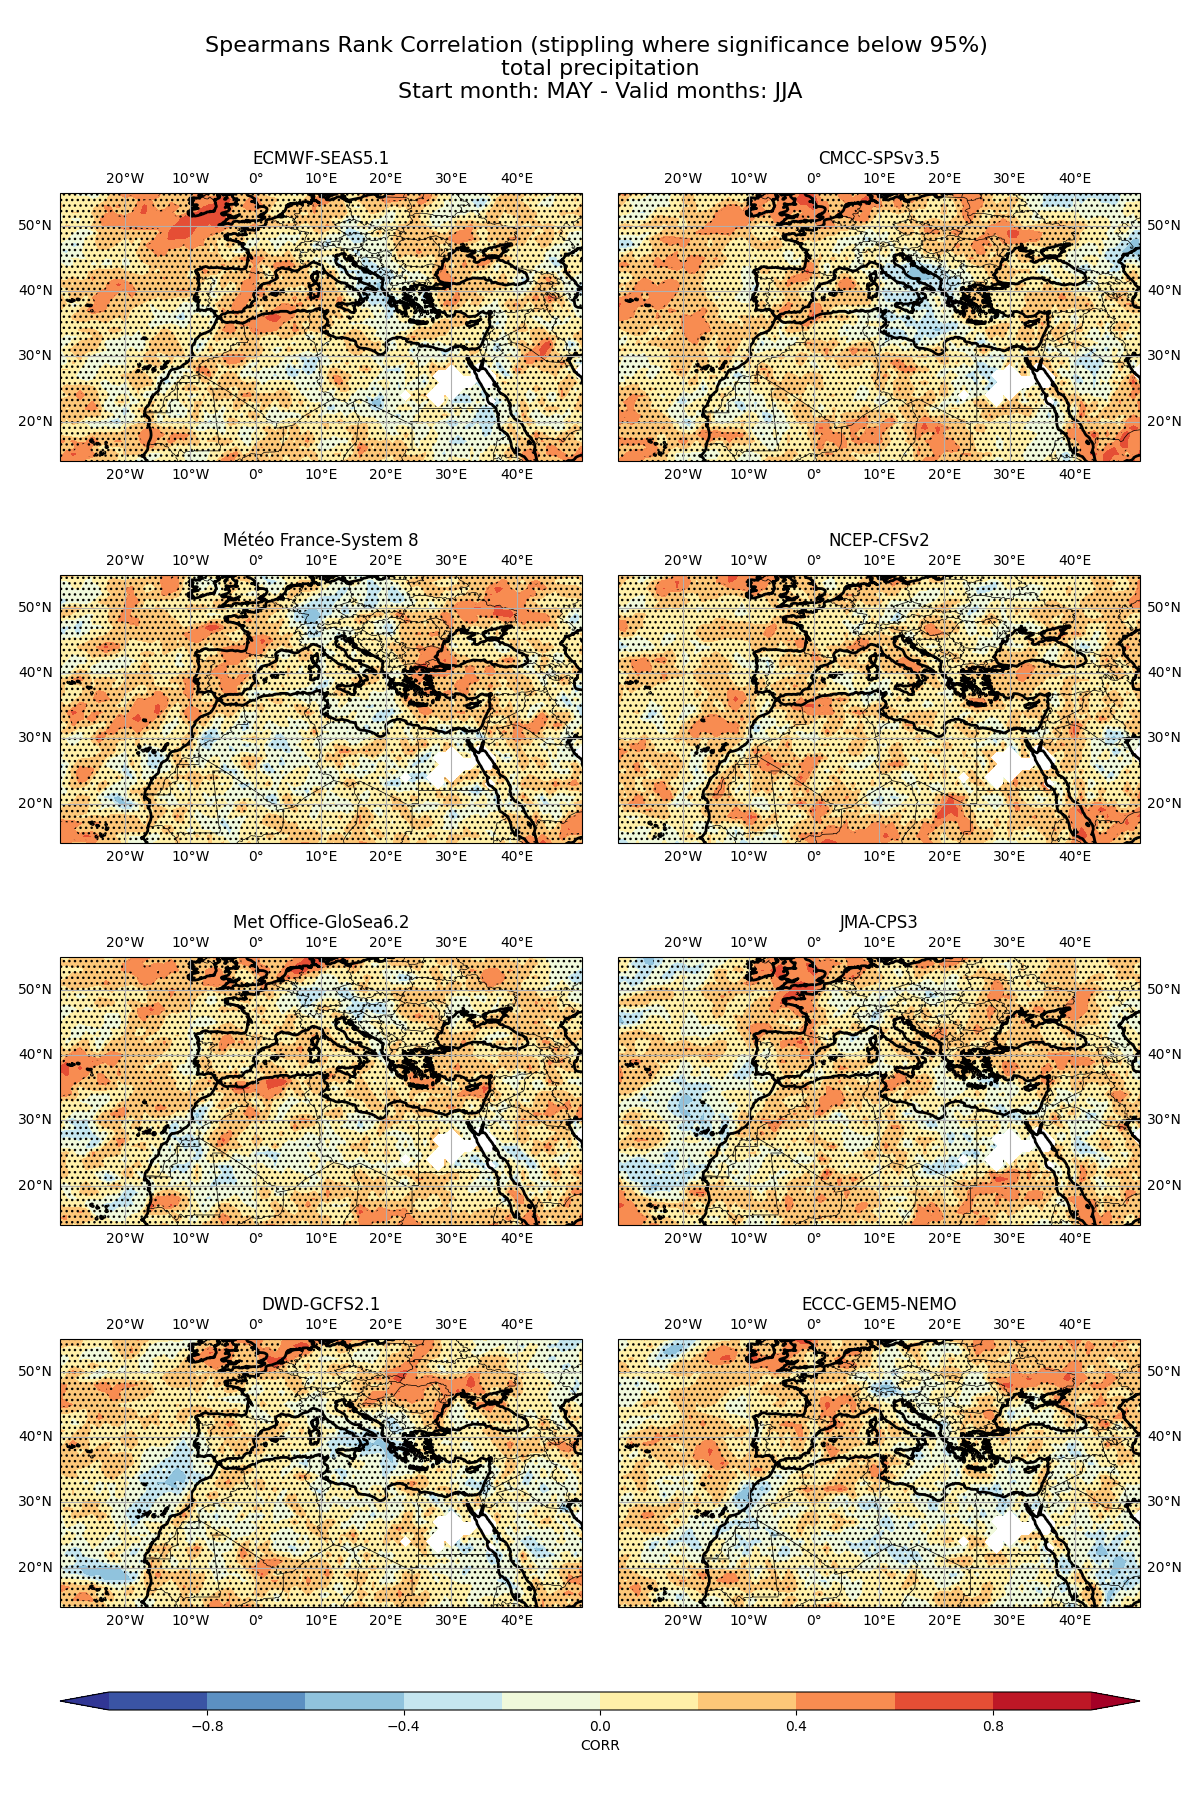 Spearmans Rank Correlation (stippling where significance below 95%)
total precipitation
Start month: MAY - Valid months: JJA
ECMWF-SEAS5.1
20°W 10°W 0° 10°E 20°E 30°E 40°E
50°N
40°N
30°N
20°N
20°W 10°W 0° 10°E 20°E 30°E 40°E
CMCC-SPSv3.5
20°W 10°W 0° 10°E 20°E 30°E 40°E
50°N
40°N
30°N
20°N
20°W 10°W 0° 10°E 20°E 30°E 40°E
Météo France-System 8
20°W 10°W 0° 10°E 20°E 30°E 40°E
50°N
40°N
30°N
20°N
20°W 10°W 0° 10°E 20°E 30°E 40°E
NCEP-CFSv2
20°W 10°W 0° 10°E 20°E 30°E 40°E
50°N
40°N
30°N
20°N
20°W 10°W 0° 10°E 20°E 30°E 40°E
Met Office-GloSea6.2
20°W 10°W 0° 10°E 20°E 30°E 40°E
50°N
40°N
30°N
20°N
20°W 10°W 0° 10°E 20°E 30°E 40°E
JMA-CPS3
20°W 10°W 0° 10°E 20°E 30°E 40°E
50°N
40°N
30°N
20°N
20°W 10°W 0° 10°E 20°E 30°E 40°E
DWD-GCFS2.1
20°W 10°W 0° 10°E 20°E 30°E 40°E
50°N
40°N
30°N
20°N
20°W 10°W 0° 10°E 20°E 30°E 40°E
ECCC-GEM5-NEMO
20°W 10°W 0° 10°E 20°E 30°E 40°E
50°N
40°N
30°N
20°N
20°W 10°W 0° 10°E 20°E 30°E 40°E
−0.8 −0.4 0.0 0.4 0.8
CORR